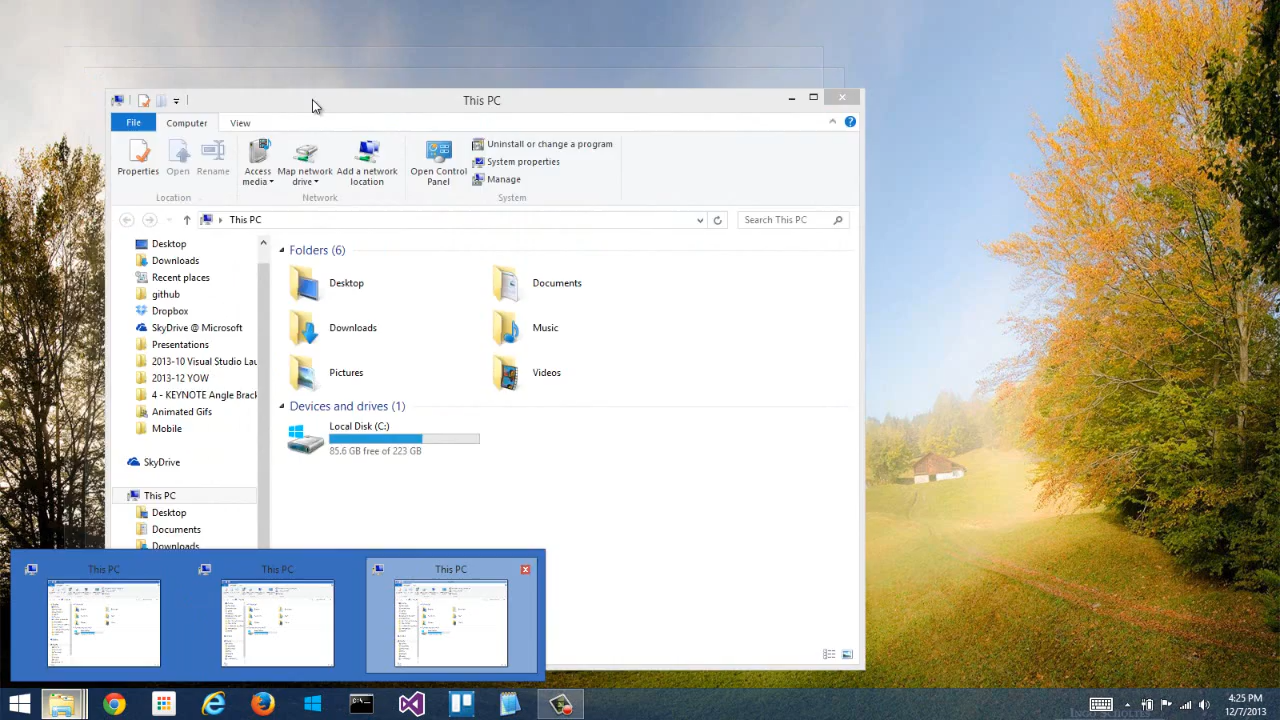 This PC
File
Computer
View
Properties
Open
Rename
Access media
Map network drive
Add a network location
Open Control Panel
Uninstall or change a program
System properties
Manage
Location
Network
System
This PC
Search This PC
Desktop
Downloads
Recent places
github
Dropbox
SkyDrive @ Microsoft
Presentations
2013-10 Visual Studio Lau
2013-12 YOW
4 - KEYNOTE Angle Brack
Animated Gifs
Mobile
SkyDrive
This PC
Desktop
Documents
Downloads
Folders (6)
Desktop
Documents
Downloads
Music
Pictures
Videos
Devices and drives (1)
Local Disk (C:)
85.6 GB free of 223 GB
This PC
This PC
This PC
4:25 PM
12/7/2013